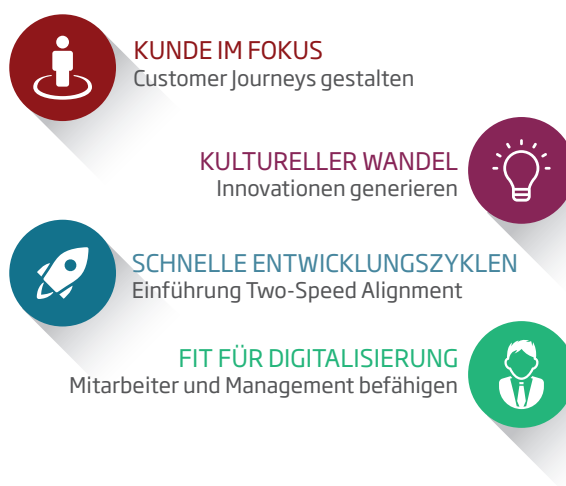 KUNDE IM FOKUS
Customer Journeys gestalten
KULTURELLER WANDEL
Innovationen generieren
SCHNELLE ENTWICKLUNGSZYKLEN
Einführung Two-Speed Alignment
FIT FÜR DIGITALISIERUNG
Mitarbeiter und Management befähigen